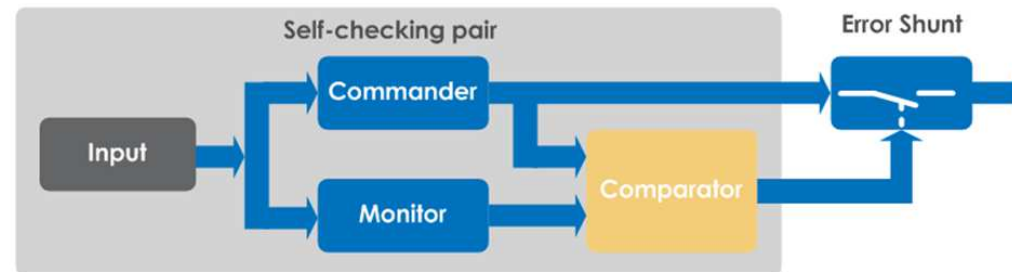 Self-checking pair
Error Shunt
Commander
Input
Comparator
Monitor